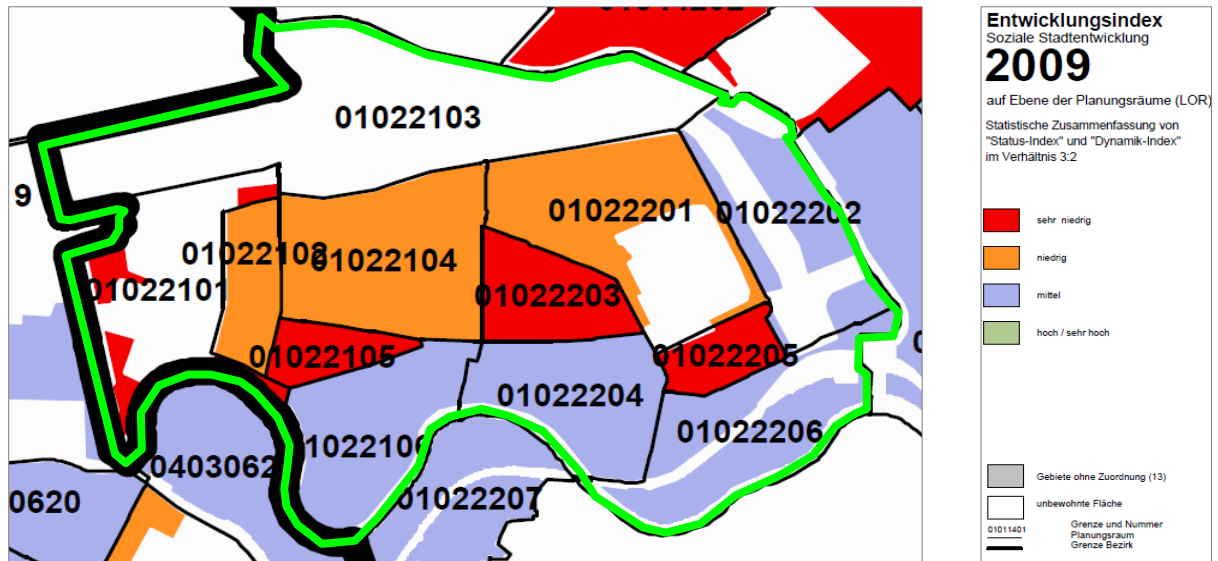 01022103
9
01022201
01022202
01022102
01022104
01022101
01022203
01022105
01022205
01022204
01022206
1022106
0403062
01022207
0620
Entwicklungsindex
Soziale Stadtentwicklung
2009
auf Ebene der Planungsräume (LOR)
Statistische Zusammenfassung von
"Status-Index" und "Dynamik-Index"
im Verhältnis 3:2
sehr niedrig
niedrig
mittel
hoch / sehr hoch
Gebiete ohne Zuordnung (13)
unbewohnte Fläche
01011401
Grenze und Nummer
Planungsraum
Grenze Bezirk